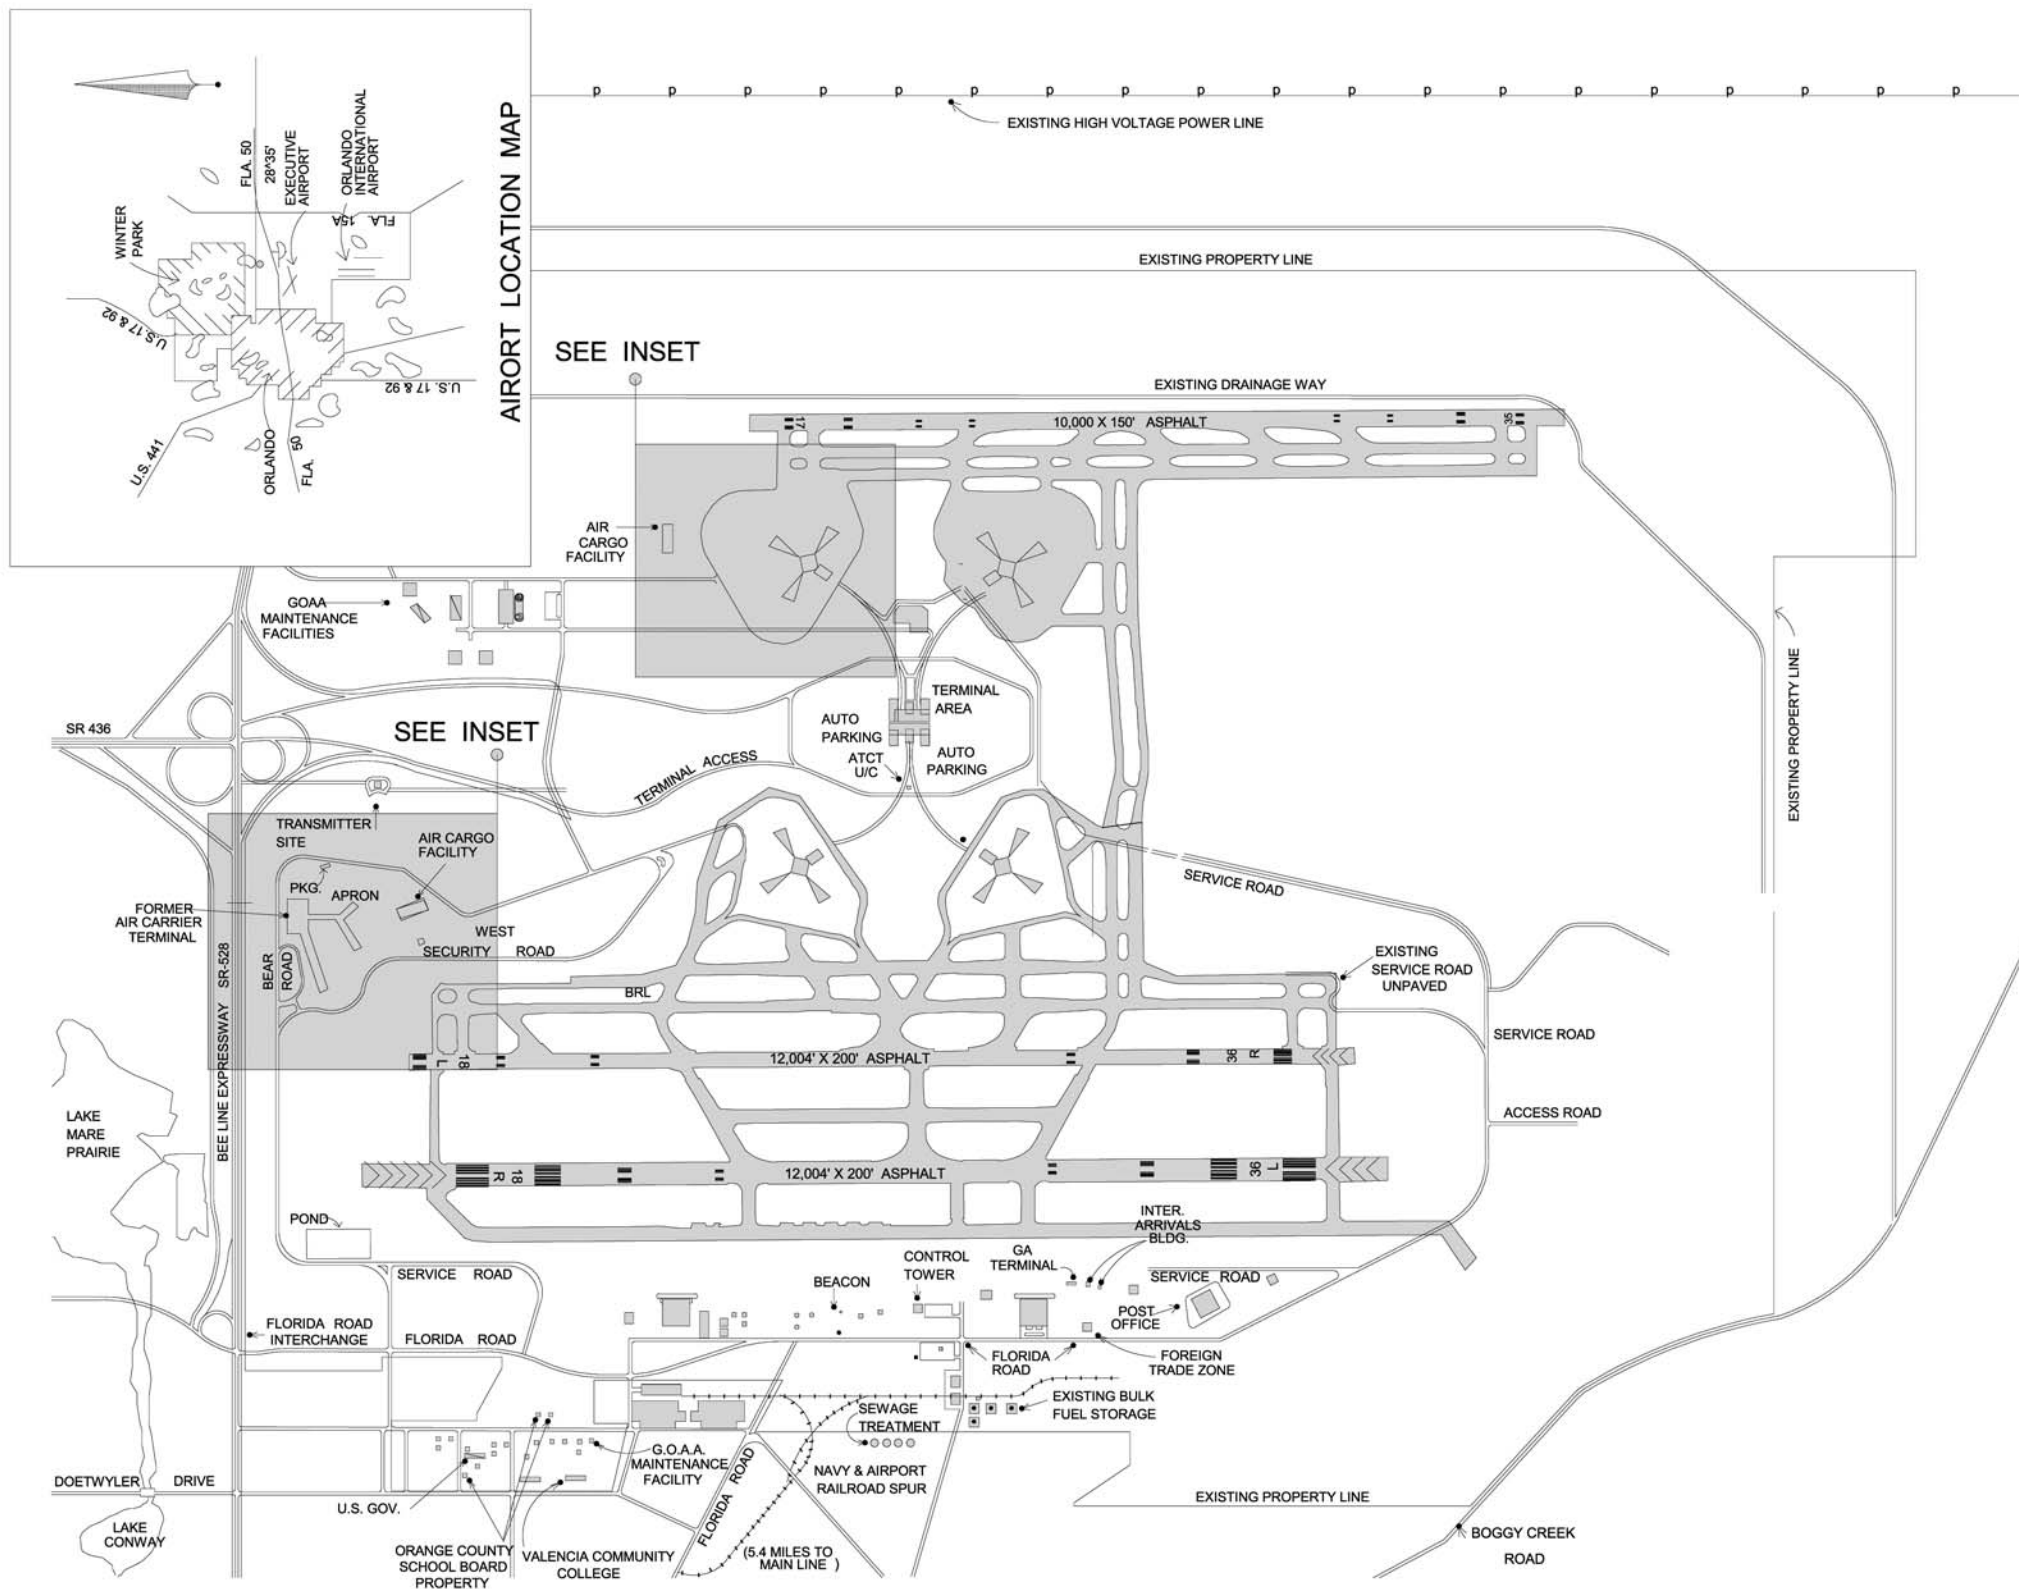 AIRORT LOCATION MAP
FLA. 50
28^35'
EXECUTIVE
AIRPORT
ORLANDO
INTERNATIONAL
AIRPORT
FLA. 15A
WINTER
PARK
U.S.17 & 92
U.S. 17 & 92
U.S. 441
ORLANDO
FLA. 50
p p p p p p p p p p p p p p p p p p p
EXISTING HIGH VOLTAGE POWER LINE
EXISTING PROPERTY LINE
SEE INSET
EXISTING DRAINAGE WAY
17
10,000 X 150' ASPHALT
35
AIR
CARGO
FACILITY
GOAA
MAINTENANCE
FACILITIES
EXISTING PROPERTY LINE
EXISTING PROPERTY LINE
SR 436
SEE INSET
TERMINAL
AREA
AUTO
PARKING
ATCT
U/C
AUTO
PARKING
TERMINAL ACCESS
TRANSMITTER
SITE
AIR CARGO
FACILITY
PKG.
APRON
FORMER
AIR CARRIER
TERMINAL
WEST
SECURITY ROAD
BEAR
ROAD
BEE LINE EXPRESSWAY SR-528
SERVICE ROAD
EXISTING
SERVICE ROAD
UNPAVED
BRL
SERVICE ROAD
L 18
12,004' X 200' ASPHALT
36 R
LAKE
MARE
PRAIRIE
ACCESS ROAD
R 18
12,004' X 200' ASPHALT
36 L
POND
SERVICE ROAD
INTER.
ARRIVALS
BLDG.
GA
TERMINAL
CONTROL
TOWER
BEACON
SERVICE ROAD
POST
OFFICE
FLORIDA ROAD
INTERCHANGE
FLORIDA ROAD
FLORIDA
ROAD
FOREIGN
TRADE ZONE
EXISTING BULK
FUEL STORAGE
SEWAGE
TREATMENT
G.O.A.A.
MAINTENANCE
FACILITY
FLORIDA ROAD
NAVY & AIRPORT
RAILROAD SPUR
DOETWYLER DRIVE
U.S. GOV.
EXISTING PROPERTY LINE
LAKE
CONWAY
ORANGE COUNTY
SCHOOL BOARD
PROPERTY
VALENCIA COMMUNITY
COLLEGE
(5.4 MILES TO
MAIN LINE )
BOGGY CREEK
ROAD